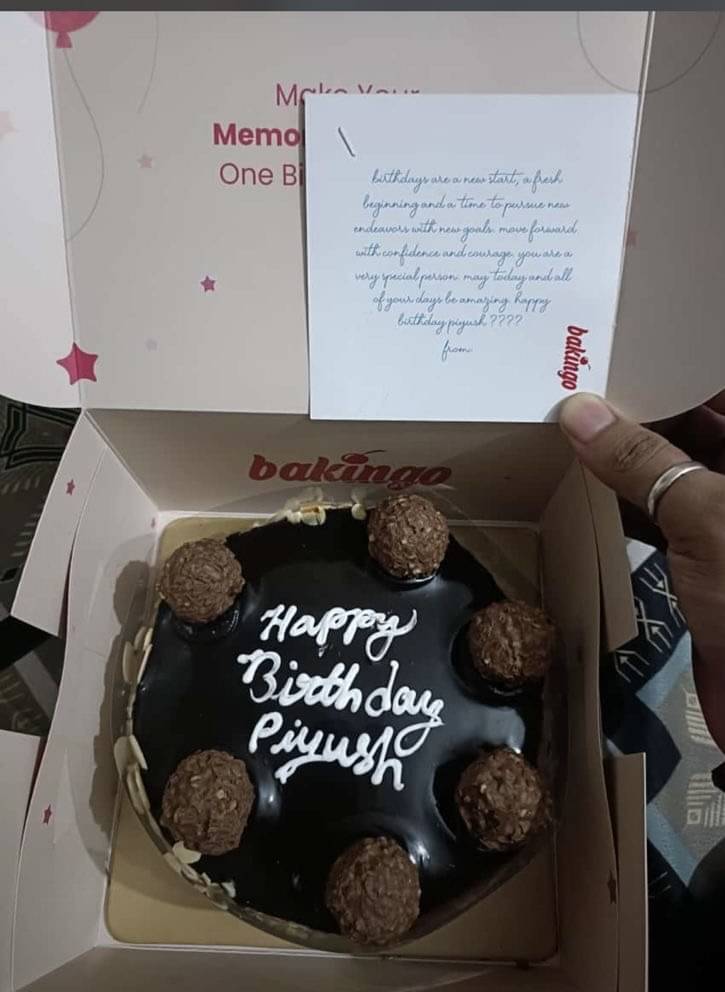 Make Your
Memo
One Bi
birthdays are a new start, a fresh
beginning and a time to pursue new
endeavors with new goals. move forward
with confidence and courage. you are a
very special person. may today and all
of your days be amazing. happy
birthday piyush ????
from:
bakingo
bakingo
Happy
Birthday
Piyush